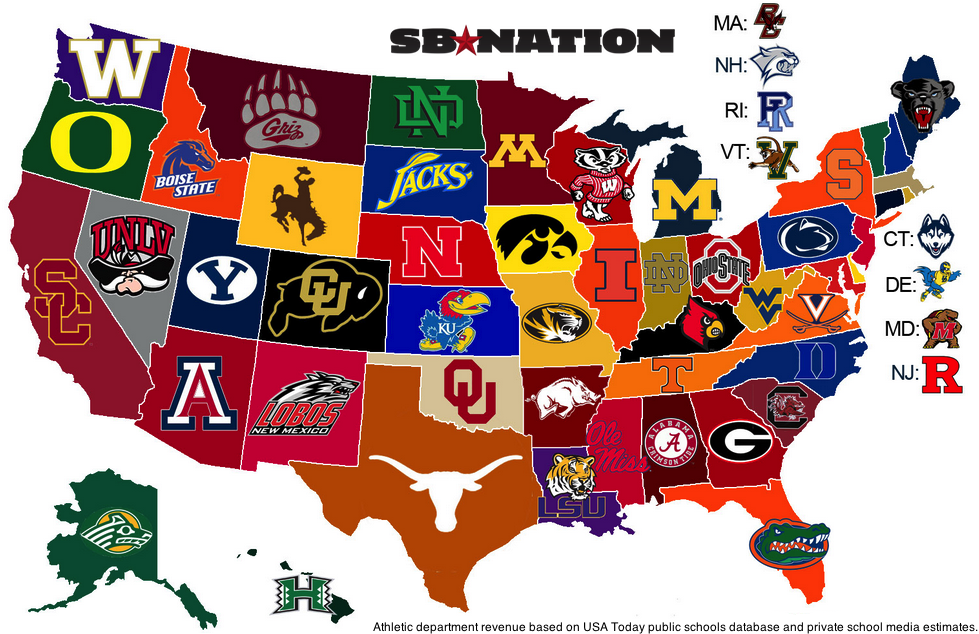 SB★NATION
MA:
BC
NH:
RI:
RI
VT:
V
W
O
BOISE
STATE
Griz
ND
JACKS
M
W
M
S
UNLV
Y
CU
N
KU
I
ND
OHIO STATE
WV
V
CT:
DE:
MD:
M
NJ:
R
SC
A
LOBOS
NEW MEXICO
OU
T
D
C
Ole
Miss
ALABAMA
A
CRIMSON TIDE
G
LSU
H
Athletic department revenue based on USA Today public schools database and private school media estimates.